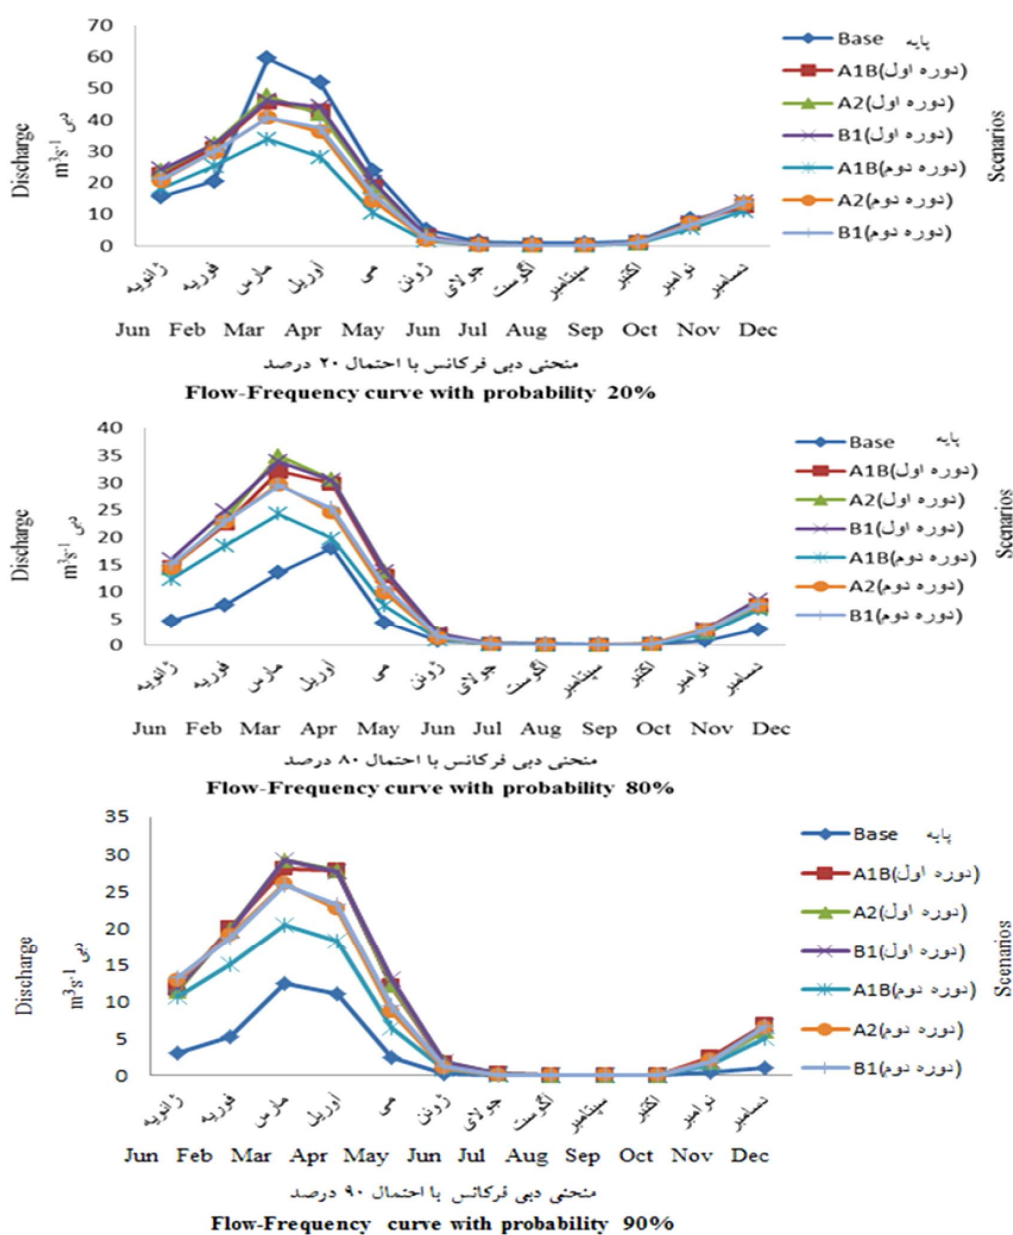 70
60
50
40
30
20
10
0
Discharge
دبی m³s⁻¹
Base پایه
A1B(دوره اول)
A2(دوره اول)
B1(دوره اول)
A1B(دوره دوم)
A2(دوره دوم)
B1(دوره دوم)
Scenarios
ژانویه فوریه مارس آوریل می ژوئن جولای آگوست سپتامبر اکتبر نوامبر دسامبر
Jun Feb Mar Apr May Jun Jul Aug Sep Oct Nov Dec
منحنی دبی فرکانس با احتمال ۲۰ درصد
Flow-Frequency curve with probability 20%
40
35
30
25
20
15
10
5
0
Discharge
دبی m³s⁻¹
Base پایه
A1B(دوره اول)
A2(دوره اول)
B1(دوره اول)
A1B(دوره دوم)
A2(دوره دوم)
B1(دوره دوم)
Scenarios
ژانویه فوریه مارس آوریل می ژوئن جولای آگوست سپتامبر اکتبر نوامبر دسامبر
Jun Feb Mar Apr May Jun Jul Aug Sep Oct Nov Dec
منحنی دبی فرکانس با احتمال ۸۰ درصد
Flow-Frequency curve with probability 80%
35
30
25
20
15
10
5
0
Discharge
دبی m³s⁻¹
Base پایه
A1B(دوره اول)
A2(دوره اول)
B1(دوره اول)
A1B(دوره دوم)
A2(دوره دوم)
B1(دوره دوم)
Scenarios
ژانویه فوریه مارس آوریل می ژوئن جولای آگوست سپتامبر اکتبر نوامبر دسامبر
Jun Feb Mar Apr May Jun Jul Aug Sep Oct Nov Dec
منحنی دبی فرکانس با احتمال ۹۰ درصد
Flow-Frequency curve with probability 90%